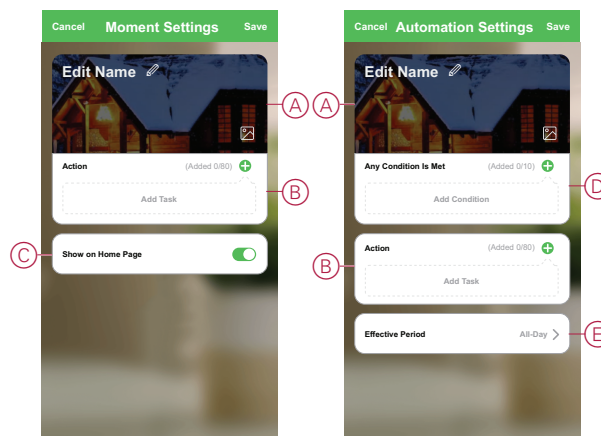 Cancel Moment Settings Save
Edit Name
A
Action (Added 0/80)
Add Task
B
C
Show on Home Page
Cancel Automation Settings Save
Edit Name
A
Any Condition Is Met (Added 0/10)
Add Condition
D
Action (Added 0/80)
Add Task
B
Effective Period All-Day
E